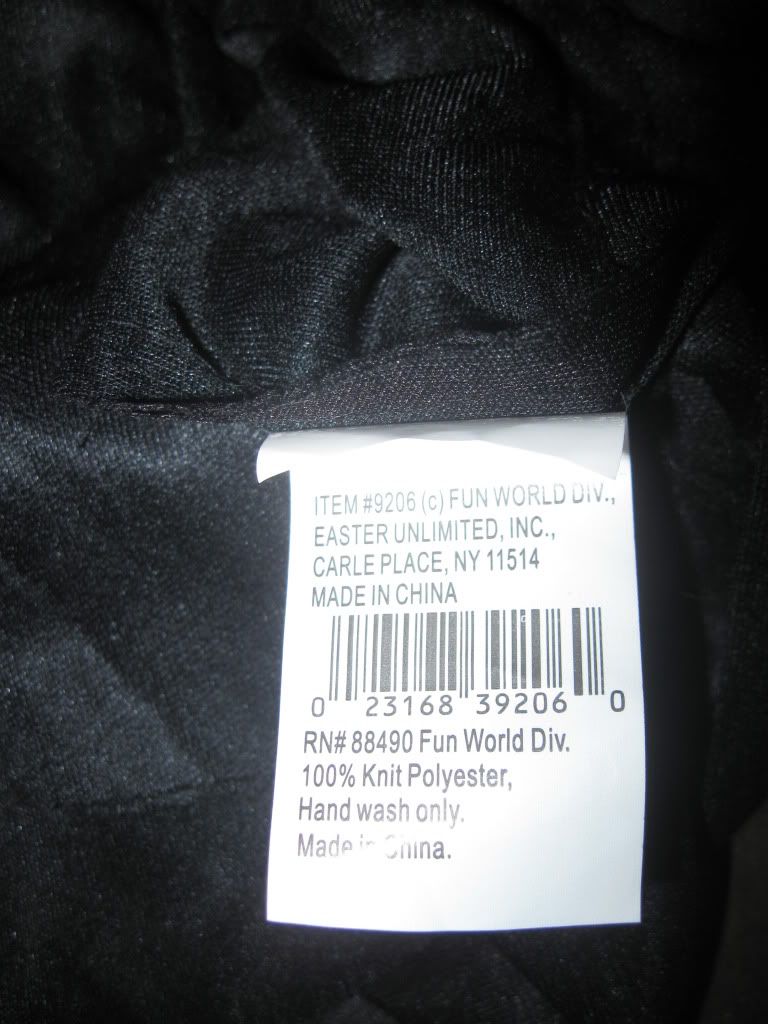 ITEM #9206 (c) FUN WORLD DIV.,
EASTER UNLIMITED, INC.,
CARLE PLACE, NY 11514
MADE IN CHINA
0 23168 39206 0
RN# 88490 Fun World Div.
100% Knit Polyester,
Hand wash only.
Made in China.